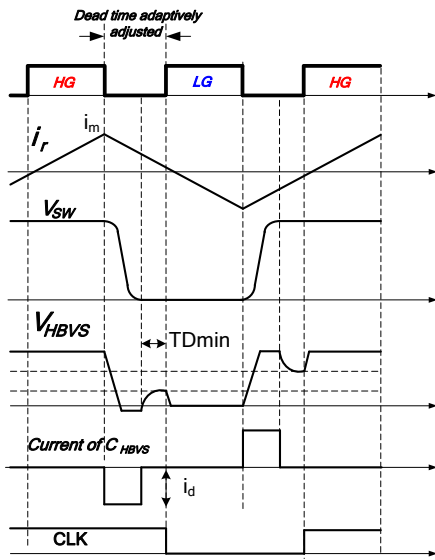 Dead time adaptively
adjusted
HG
LG
HG
im
ir
VSW
VHBVS
TDmin
Current of CHBVS
id
CLK